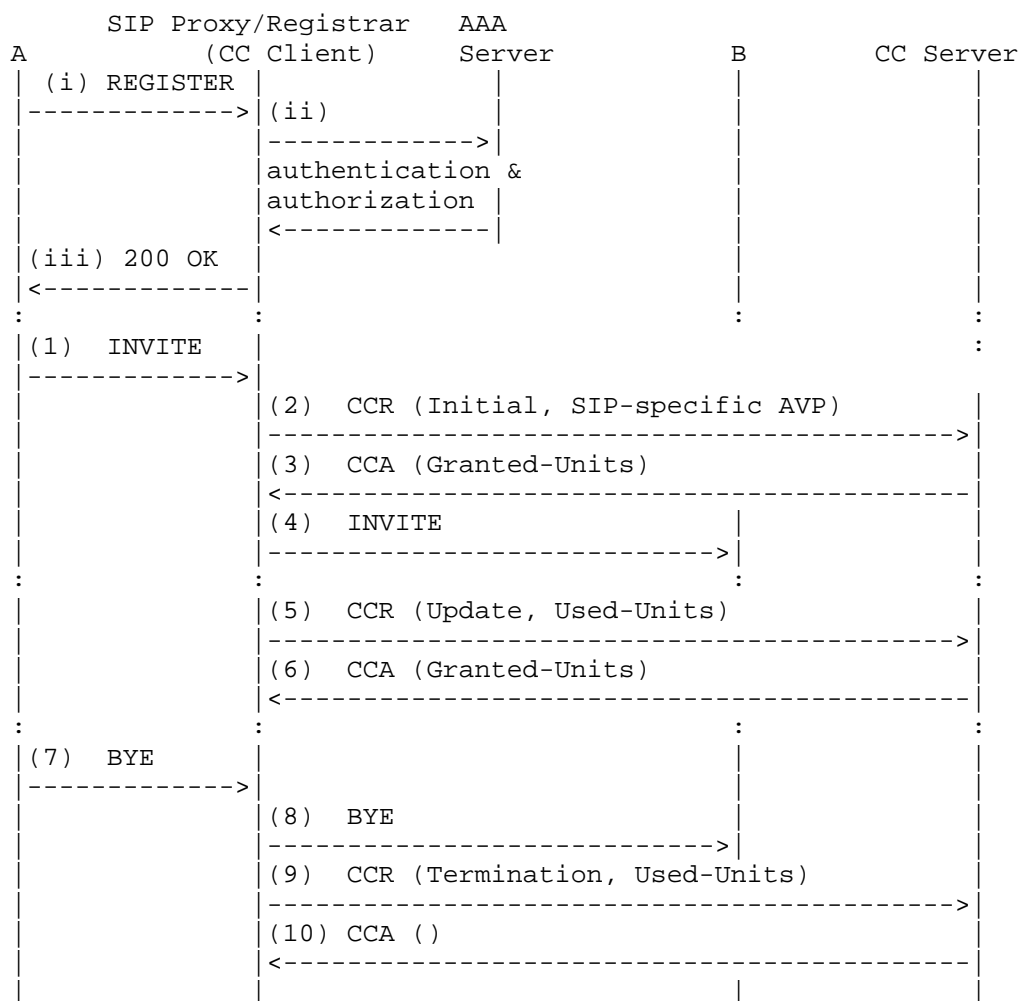 SIP Proxy/Registrar AAA
A (CC Client) Server B CC Server
(i) REGISTER
(ii)
authentication &
authorization
(iii) 200 OK
(1) INVITE
(2) CCR (Initial, SIP-specific AVP)
(3) CCA (Granted-Units)
(4) INVITE
(5) CCR (Update, Used-Units)
(6) CCA (Granted-Units)
(7) BYE
(8) BYE
(9) CCR (Termination, Used-Units)
(10) CCA ()